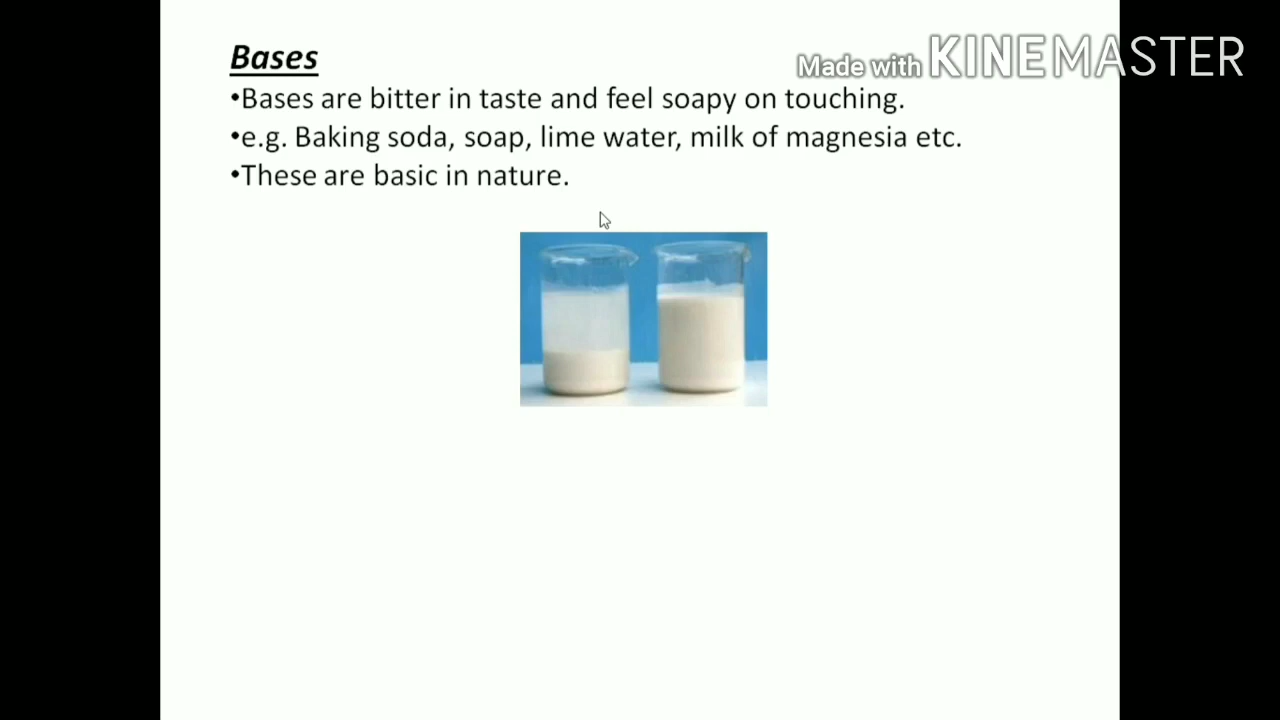 Bases
Made with KINEMASTER
•Bases are bitter in taste and feel soapy on touching.
•e.g. Baking soda, soap, lime water, milk of magnesia etc.
•These are basic in nature.